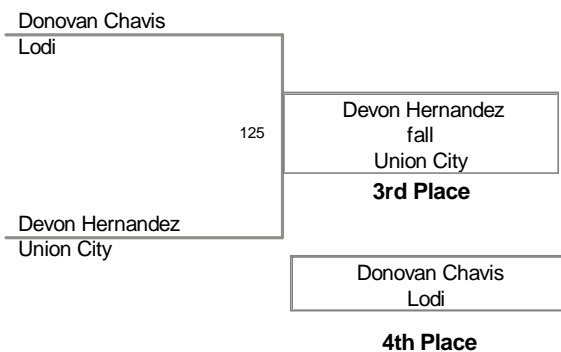 Donovan Chavis
Lodi
125
Devon Hernandez
fall
Union City
3rd Place
Devon Hernandez
Union City
Donovan Chavis
Lodi
4th Place